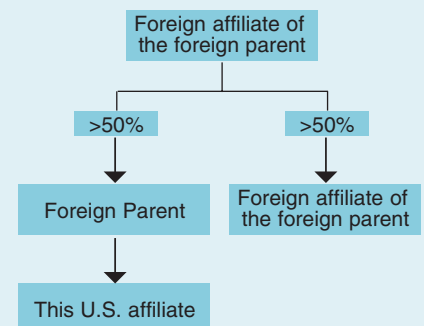 Foreign affiliate of
the foreign parent
>50%
>50%
Foreign Parent
Foreign affiliate of
the foreign parent
This U.S. affiliate